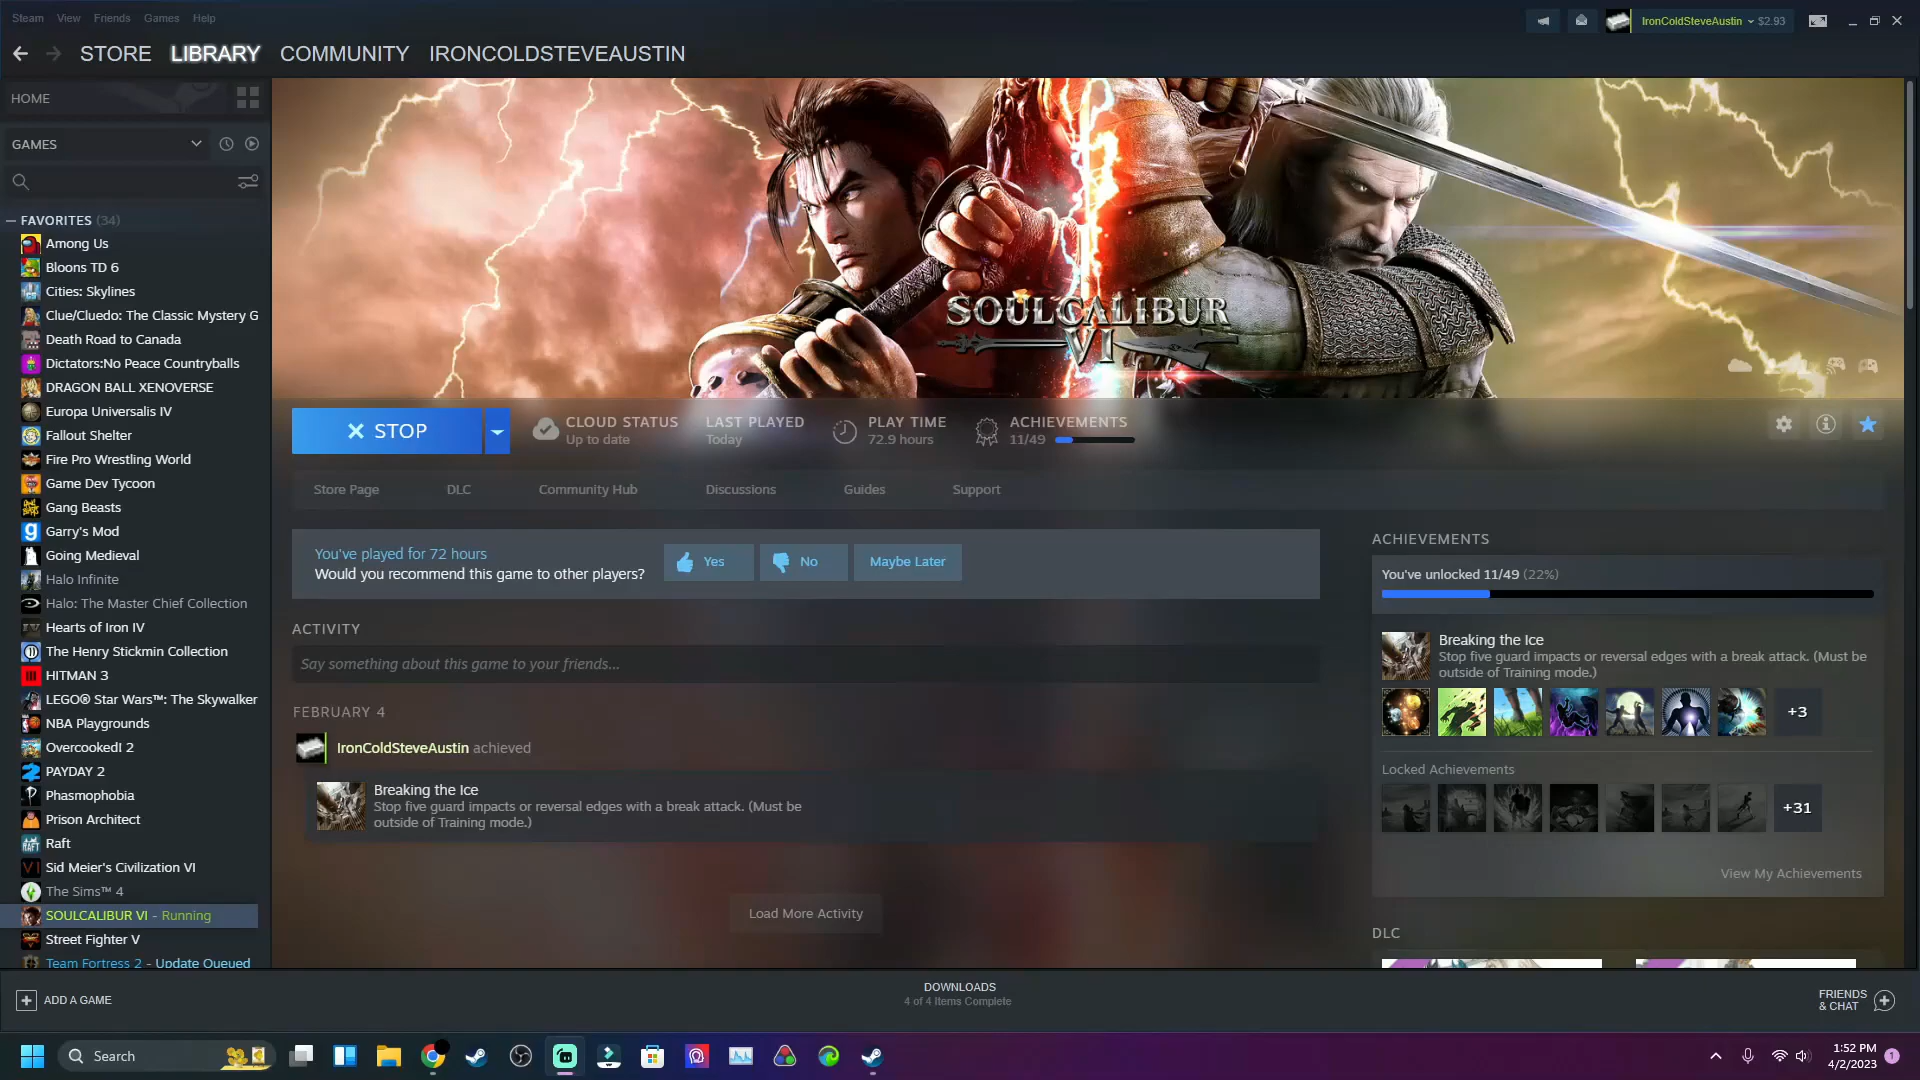 Steam View Friends Games Help
IronColdSteveAustin $2.93
STORE LIBRARY COMMUNITY IRONCOLDSTEVEAUSTIN
HOME
GAMES
FAVORITES (34)
Among Us
Bloons TD 6
Cities: Skylines
Clue/Cluedo: The Classic Mystery G
Death Road to Canada
Dictators:No Peace Countryballs
DRAGON BALL XENOVERSE
Europa Universalis IV
Fallout Shelter
Fire Pro Wrestling World
Game Dev Tycoon
Gang Beasts
Garry's Mod
Going Medieval
Halo Infinite
Halo: The Master Chief Collection
Hearts of Iron IV
The Henry Stickmin Collection
HITMAN 3
LEGO® Star Wars™: The Skywalker
NBA Playgrounds
Overcooked! 2
PAYDAY 2
Phasmophobia
Prison Architect
Raft
Sid Meier's Civilization VI
The Sims™ 4
SOULCALIBUR VI - Running
Street Fighter V
Team Fortress 2 - Update Queued
SOULCALIBUR
VI
STOP
CLOUD STATUS
Up to date
LAST PLAYED
Today
PLAY TIME
72.9 hours
ACHIEVEMENTS
11/49
Store Page DLC Community Hub Discussions Guides Support
You've played for 72 hours
Would you recommend this game to other players?
Yes No Maybe Later
ACTIVITY
Say something about this game to your friends...
FEBRUARY 4
IronColdSteveAustin achieved
Breaking the Ice
Stop five guard impacts or reversal edges with a break attack. (Must be
outside of Training mode.)
Load More Activity
ACHIEVEMENTS
You've unlocked 11/49 (22%)
Breaking the Ice
Stop five guard impacts or reversal edges with a break attack. (Must be
outside of Training mode.)
+3
Locked Achievements
+31
View My Achievements
DLC
ADD A GAME
DOWNLOADS
4 of 4 Items Complete
FRIENDS
& CHAT
Search
1:52 PM
4/2/2023
1